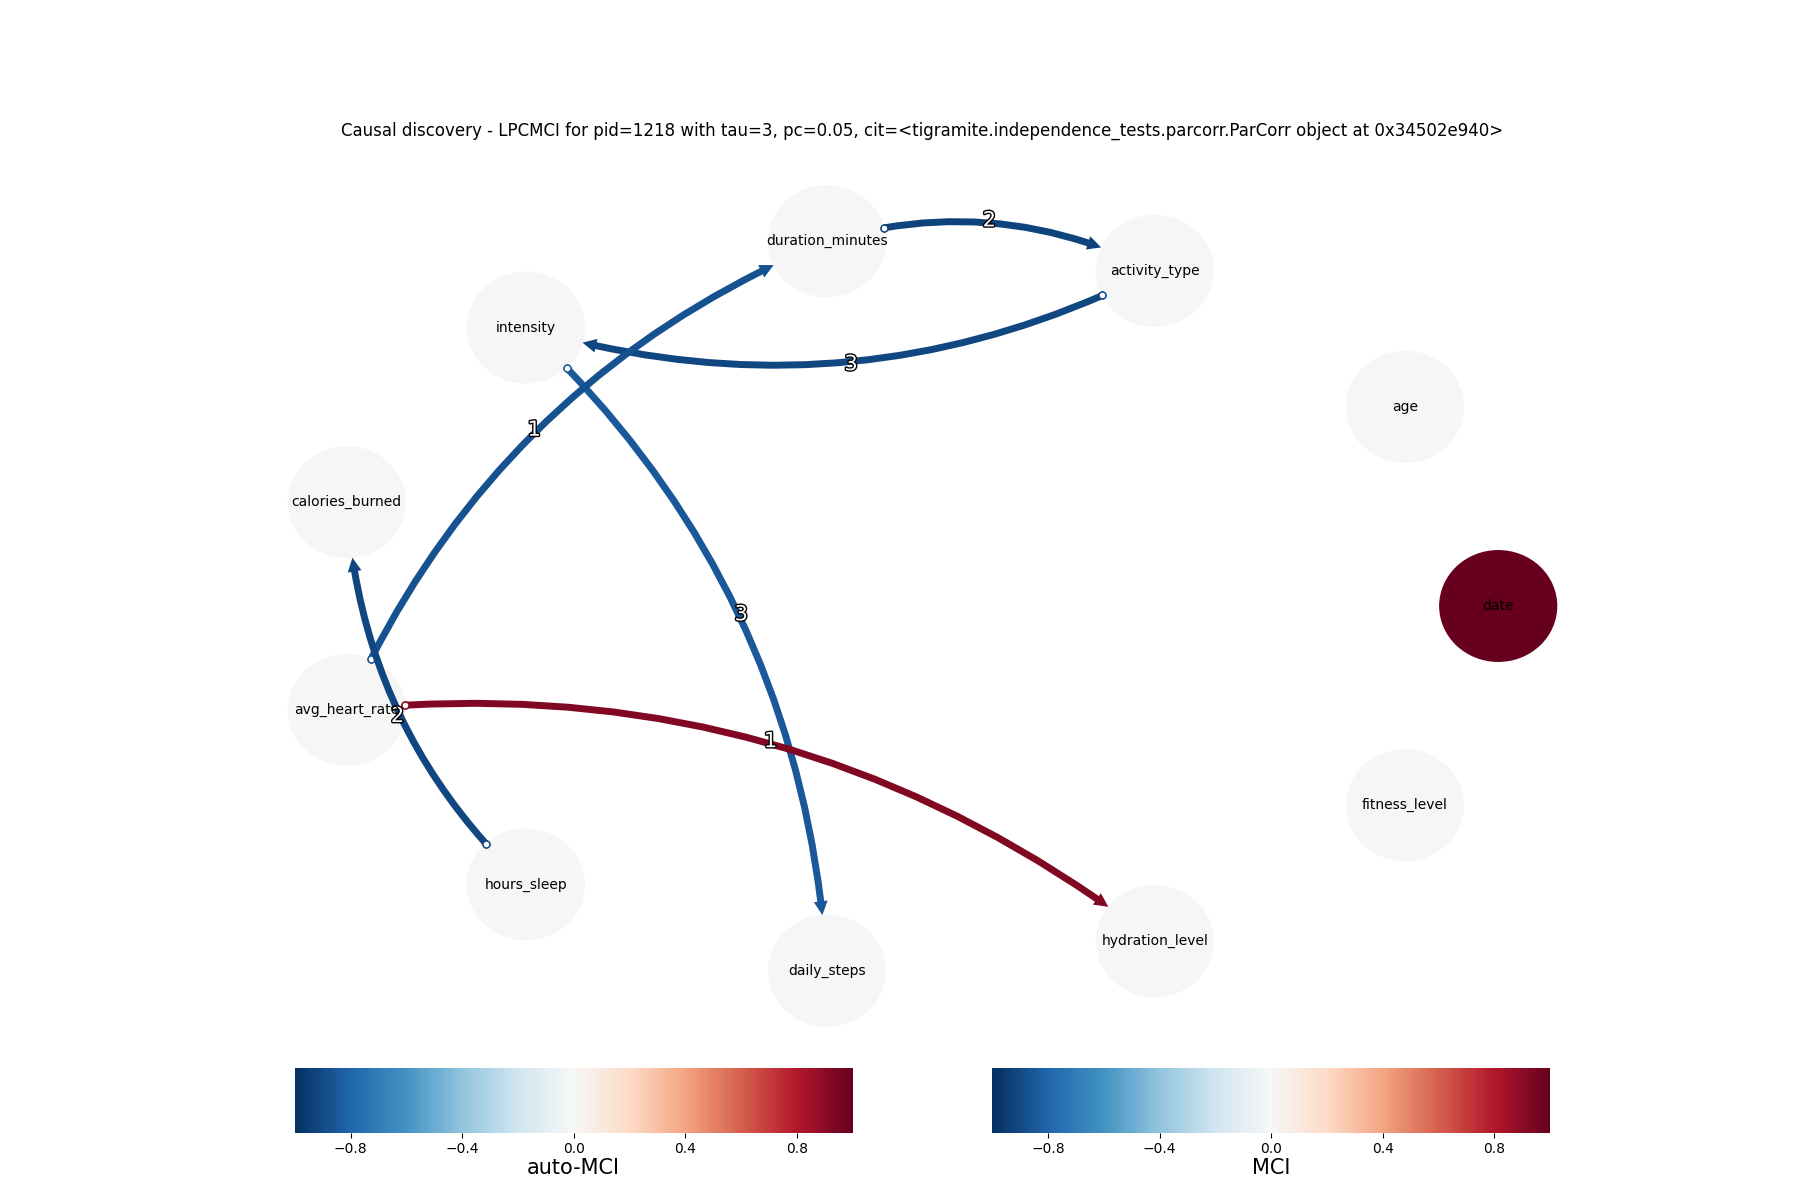 Causal discovery - LPCMCI for pid=1218 with tau=3, pc=0.05, cit=<tigramite.independence_tests.parcorr.ParCorr object at 0x34502e940>
duration_minutes
2
activity_type
intensity
3
age
1
calories_burned
date
3
avg_heart_rate
2
1
fitness_level
hours_sleep
hydration_level
daily_steps
−0.8 −0.4 0.0 0.4 0.8
auto-MCI
−0.8 −0.4 0.0 0.4 0.8
MCI